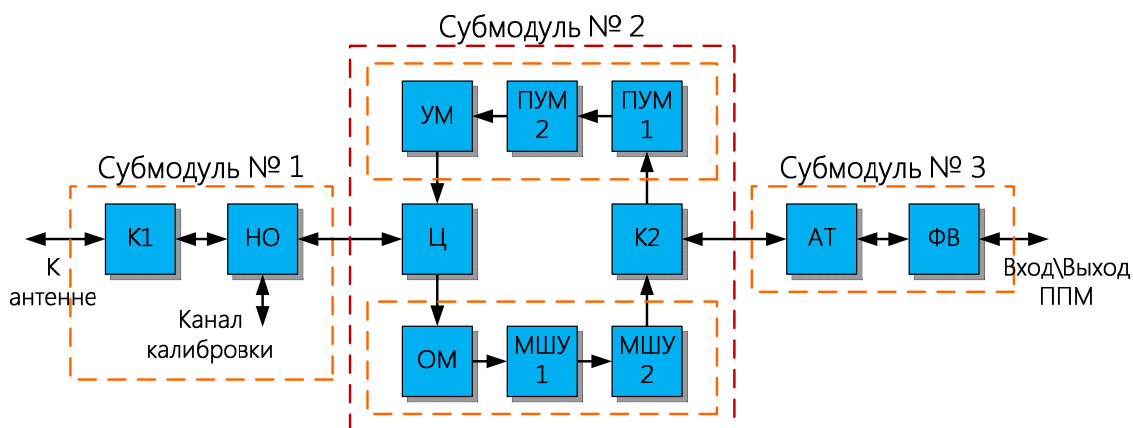 Субмодуль № 2
УМ
ПУМ
2
ПУМ
1
Субмодуль № 1
Субмодуль № 3
К1
НО
Ц
К2
АТ
ФВ
К
антенне
Вход\Выход
ППМ
Канал
калибровки
ОМ
МШУ
1
МШУ
2